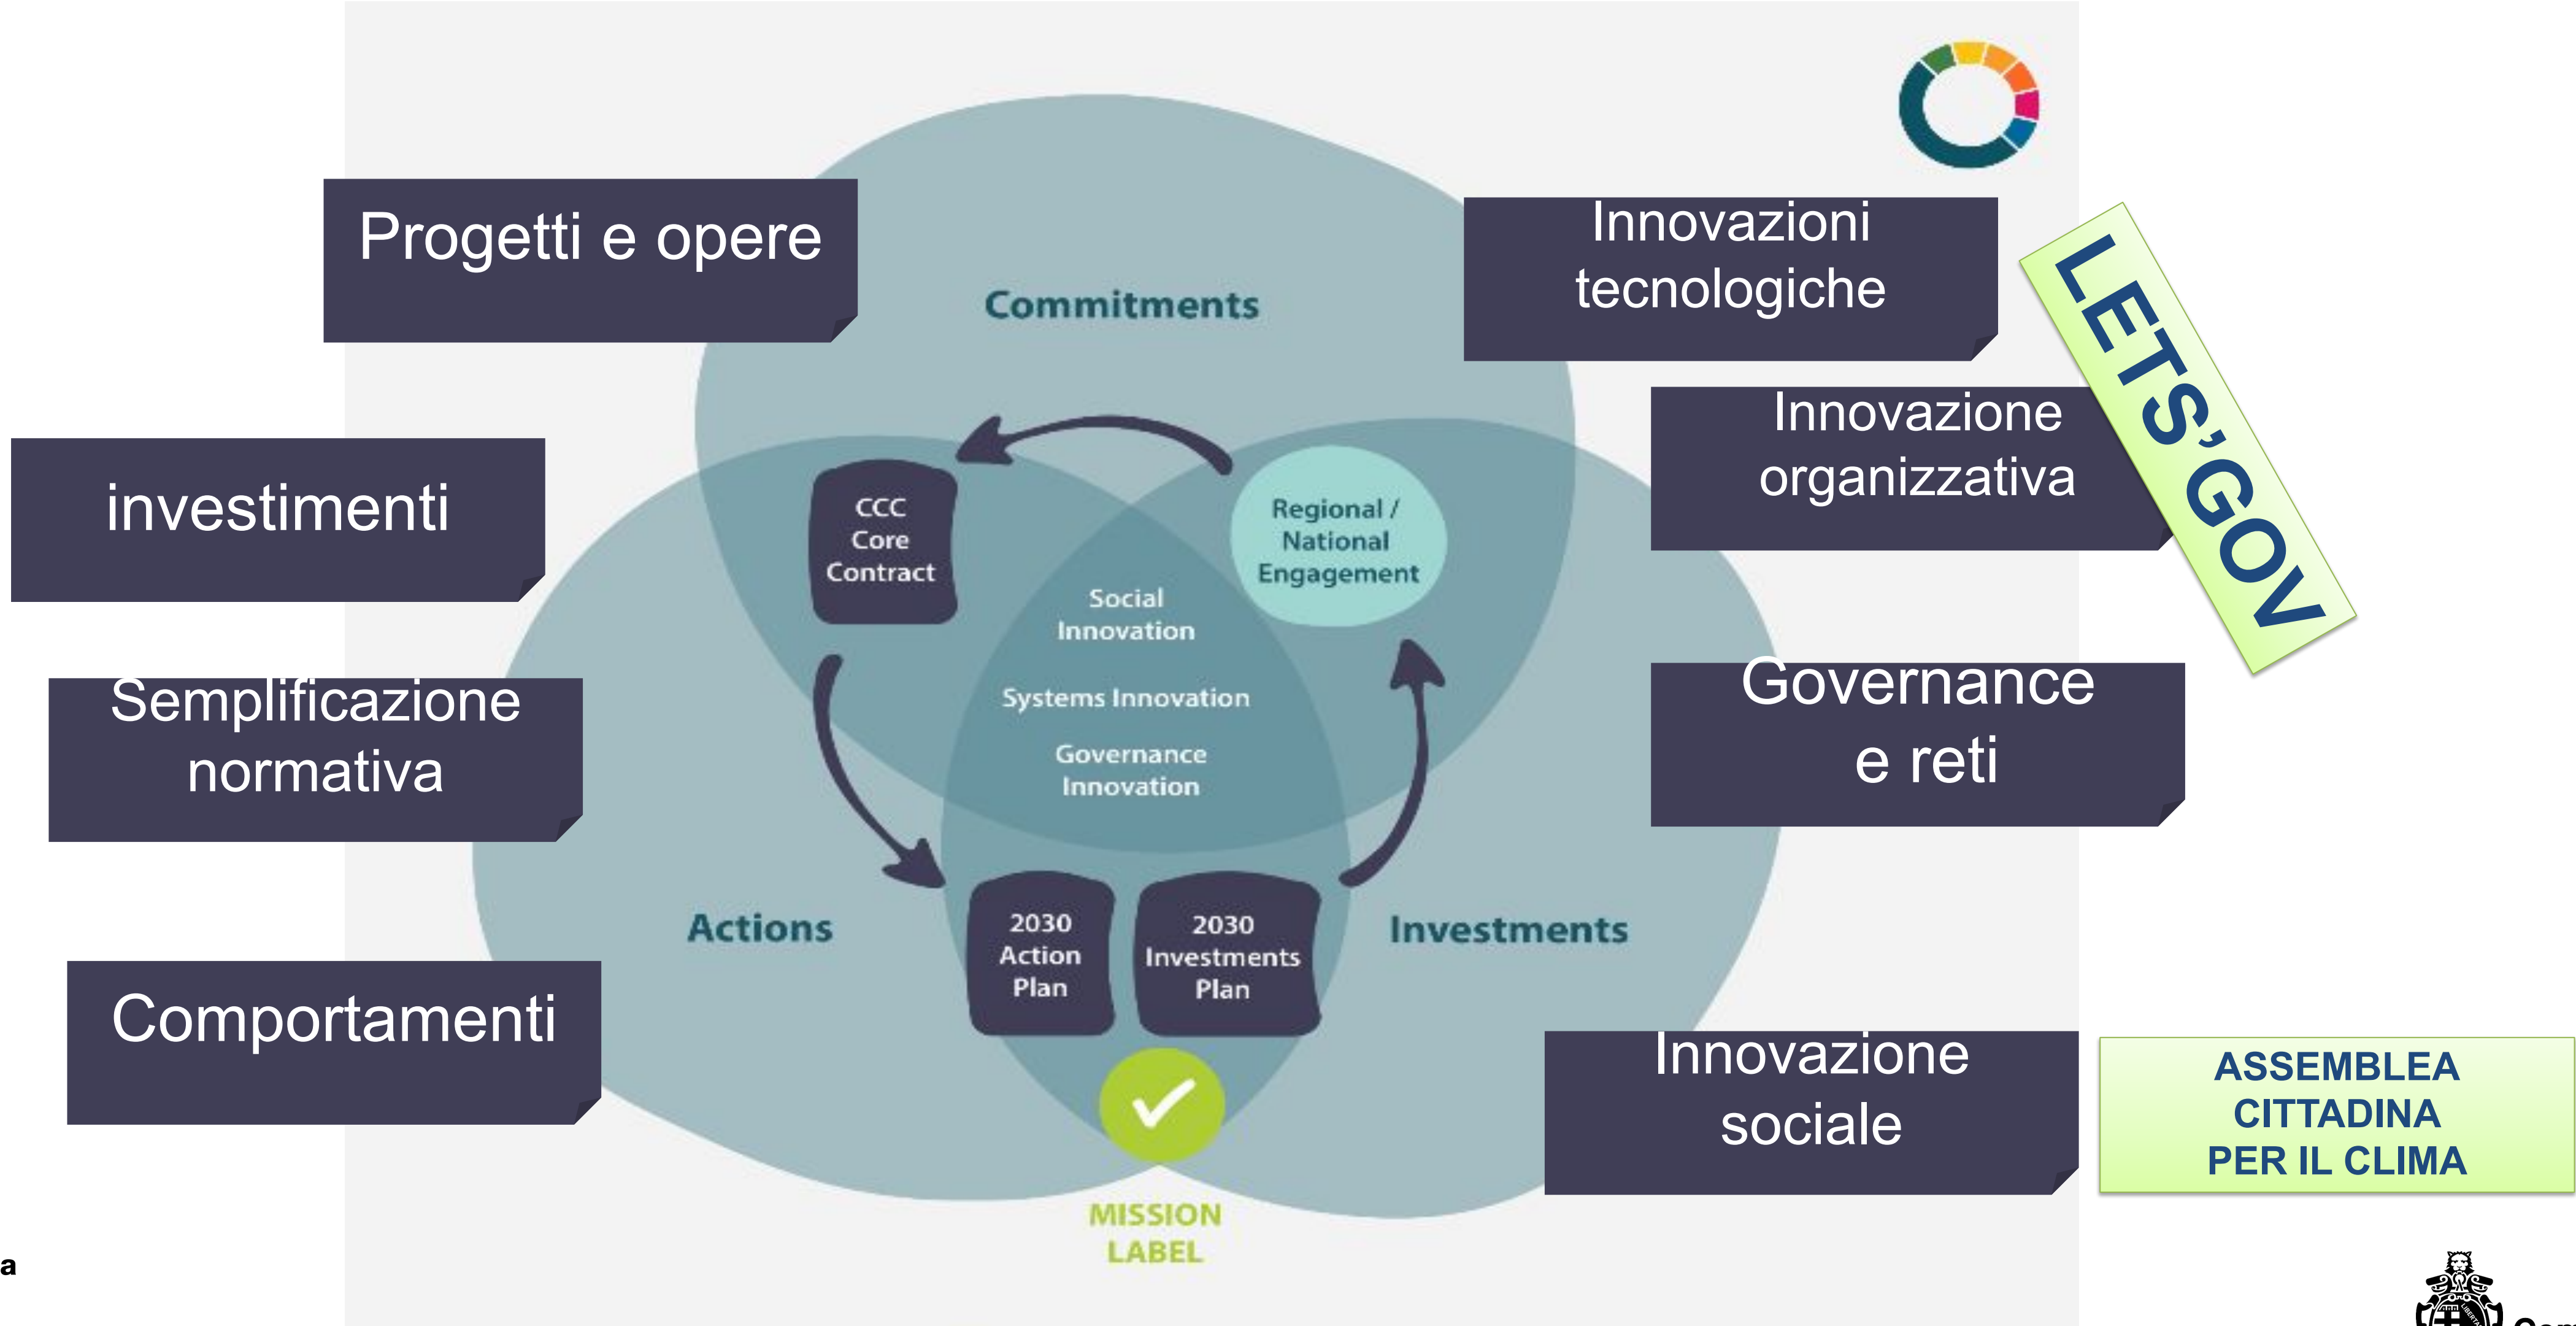 Progetti e opere
Innovazioni
tecnologiche
LETS'GOV
Commitments
Innovazione
organizzativa
investimenti
CCC
Core
Contract
Regional /
National
Engagement
Social
Innovation
Systems Innovation
Governance
Innovation
Semplificazione
normativa
Governance
e reti
Actions
2030
Action
Plan
2030
Investments
Plan
Investments
Comportamenti
Innovazione
sociale
ASSEMBLEA
CITTADINA
PER IL CLIMA
MISSION
LABEL
a